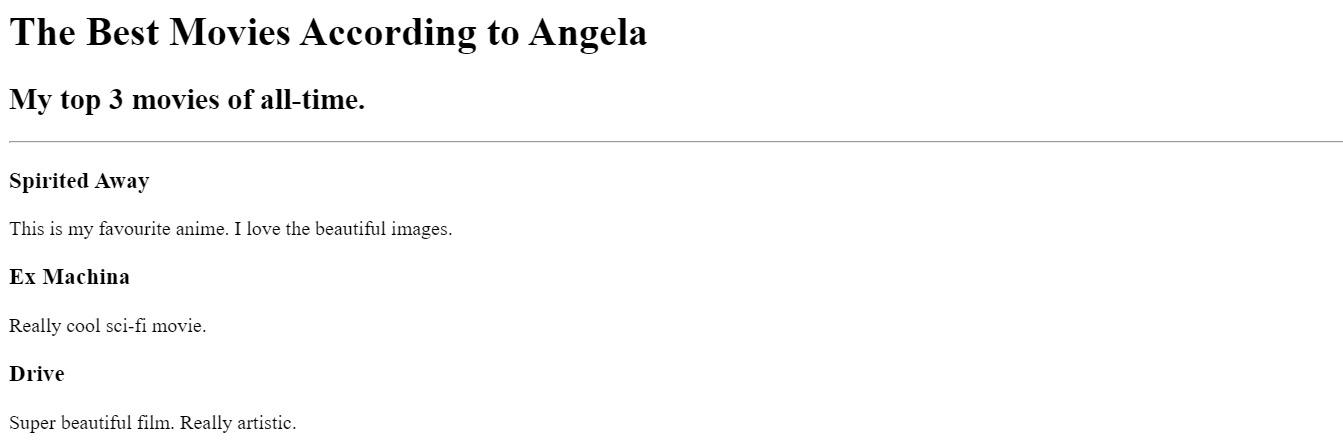 The Best Movies According to Angela
My top 3 movies of all-time.
Spirited Away
This is my favourite anime. I love the beautiful images.
Ex Machina
Really cool sci-fi movie.
Drive
Super beautiful film. Really artistic.